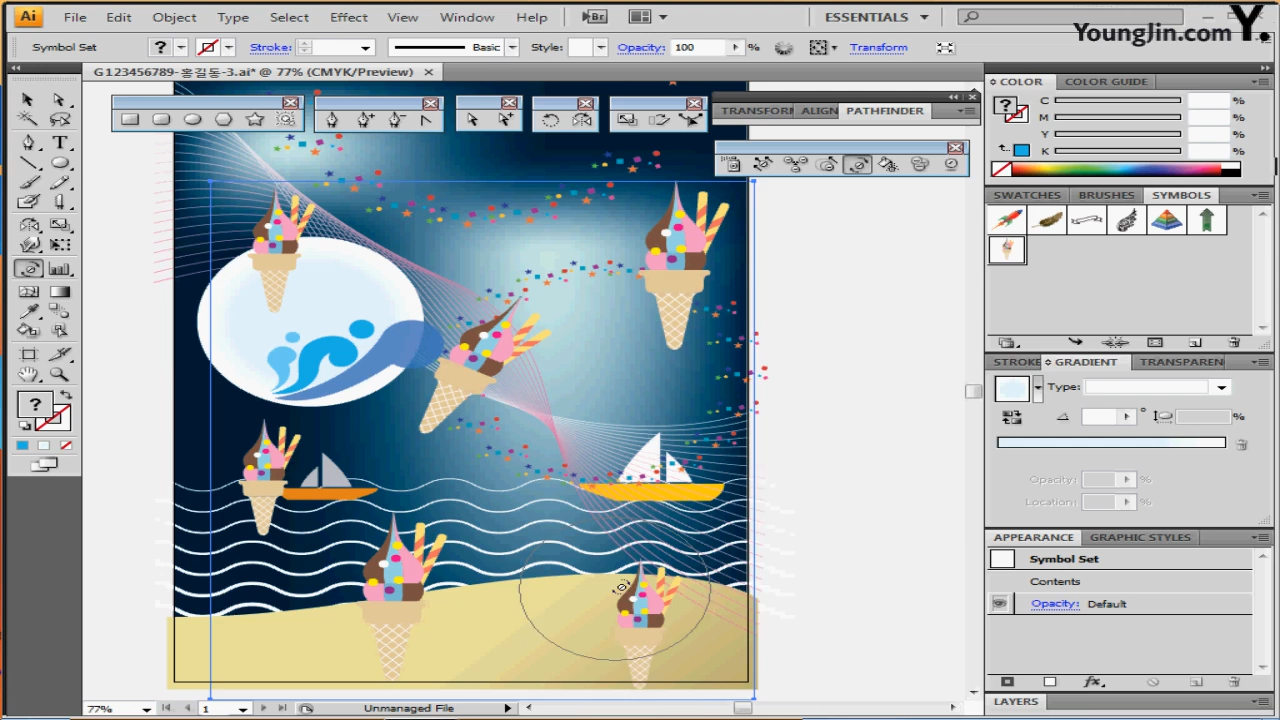 Ai File Edit Object Type Select Effect View Window Help Br ESSENTIALS
Y.
YoungJin.com
Symbol Set ? Stroke: Basic Style: Opacity: 100 % Transform
G123456789-홍길동-3.ai* @ 77% (CMYK/Preview)
COLOR COLOR GUIDE
TRANSFORM ALIGN PATHFINDER
? C %
M %
Y %
K %
SWATCHES BRUSHES SYMBOLS
STROKE GRADIENT TRANSPAREN
Type:
?
° %
Opacity: %
Location: %
APPEARANCE GRAPHIC STYLES
Symbol Set
Contents
Opacity: Default
fx
LAYERS
77% 1 Unmanaged File